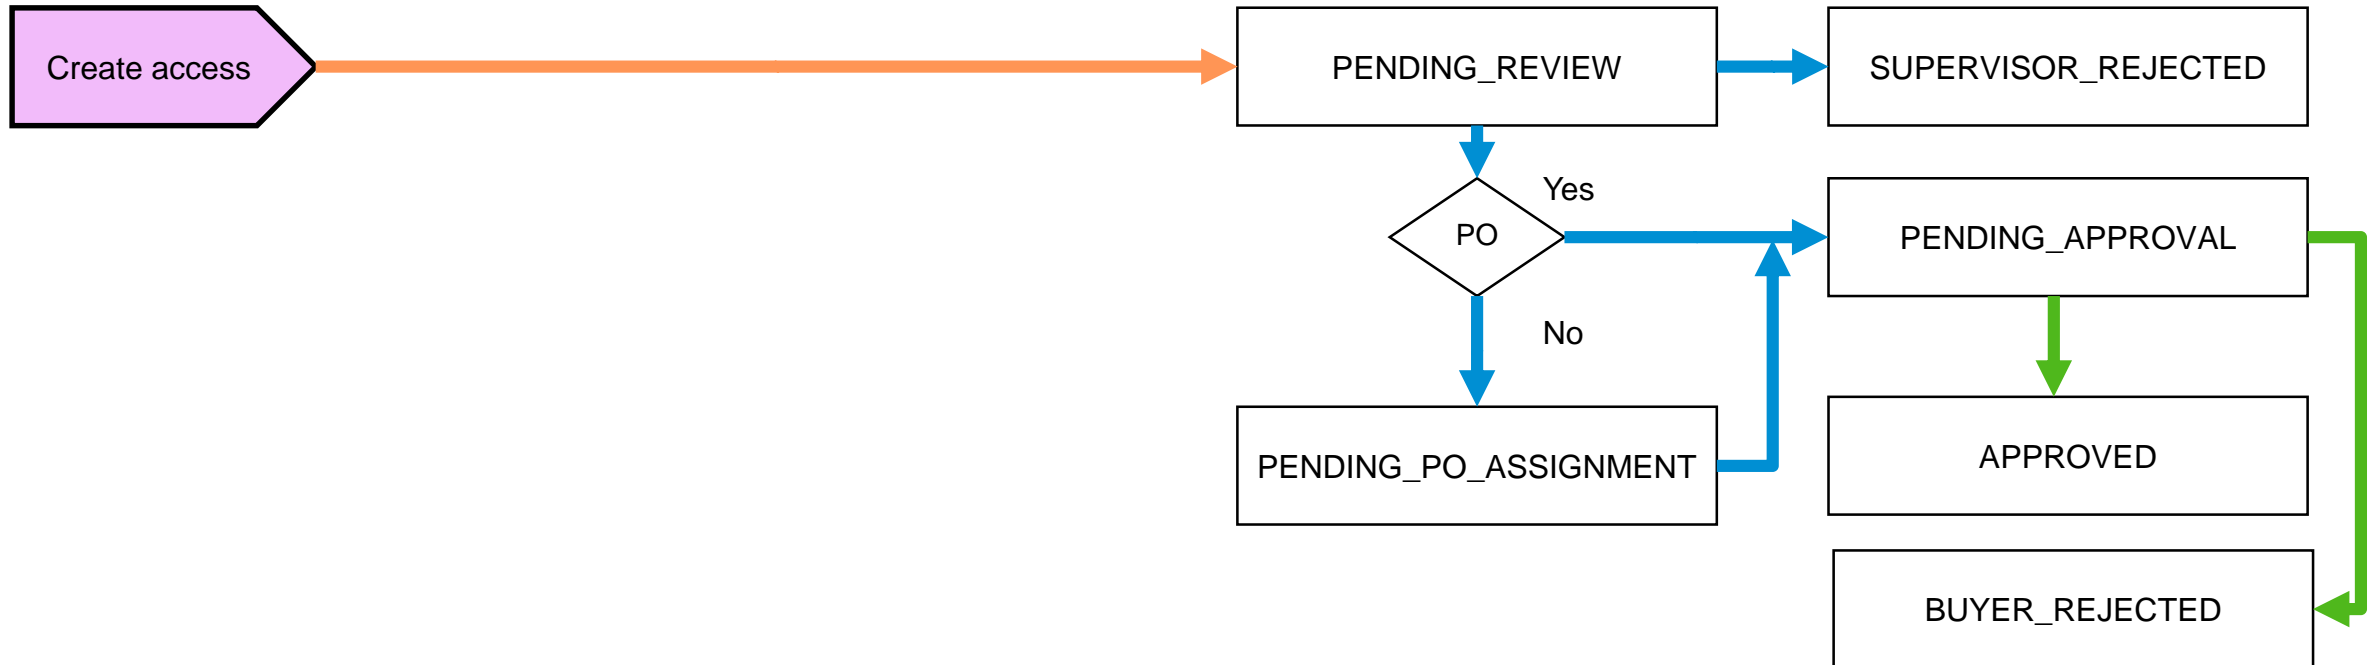 Create access
PENDING_REVIEW
SUPERVISOR_REJECTED
Yes
PO
PENDING_APPROVAL
No
PENDING_PO_ASSIGNMENT
APPROVED
BUYER_REJECTED